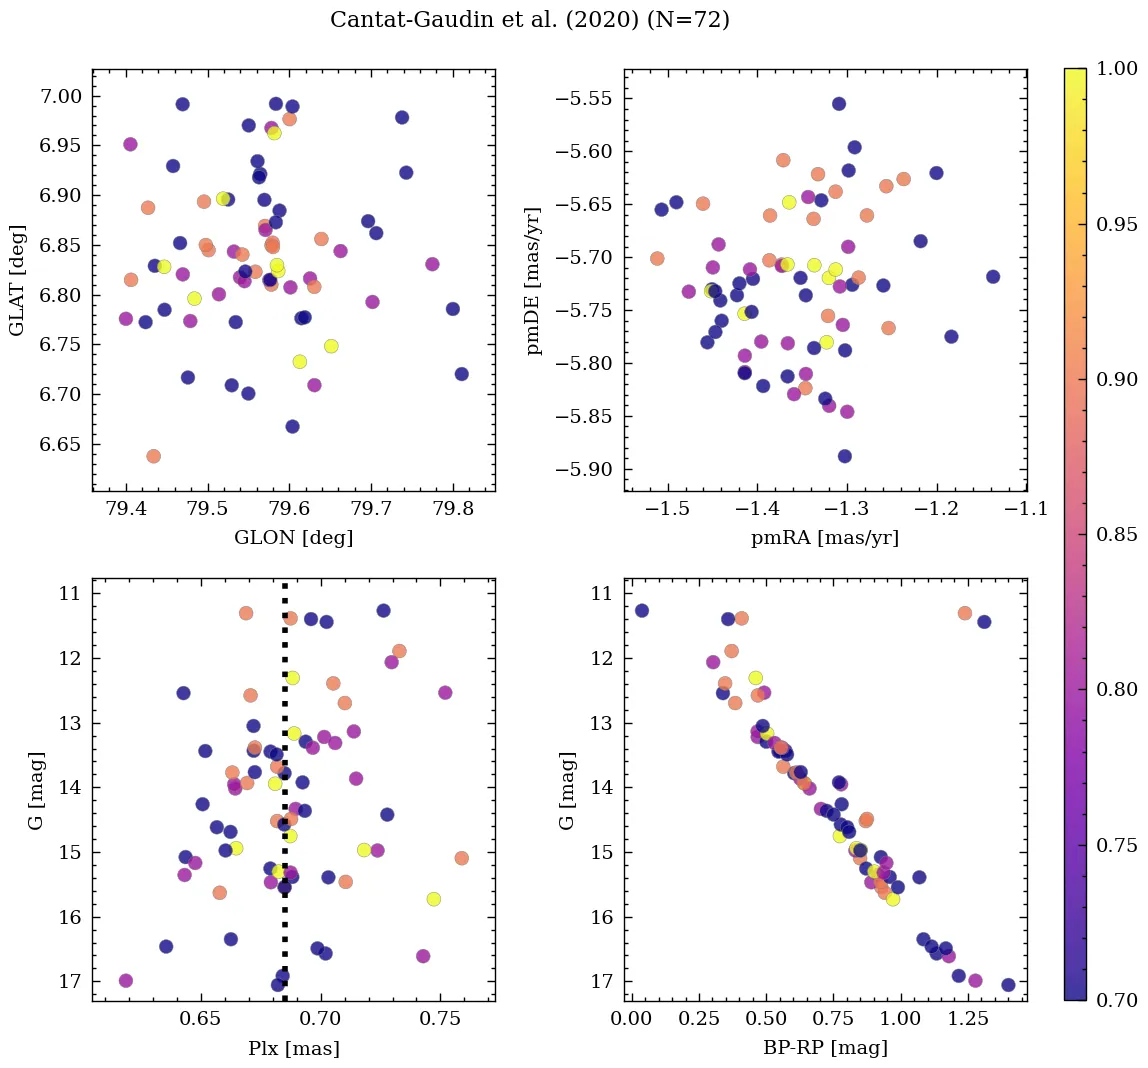 Cantat-Gaudin et al. (2020) (N=72)
7.00
6.95
6.90
6.85
6.80
6.75
6.70
6.65
GLAT [deg]
79.4 79.5 79.6 79.7 79.8
GLON [deg]
−5.55
−5.60
−5.65
−5.70
−5.75
−5.80
−5.85
−5.90
pmDE [mas/yr]
−1.5 −1.4 −1.3 −1.2 −1.1
pmRA [mas/yr]
11
12
13
14
15
16
17
G [mag]
0.65 0.70 0.75
Plx [mas]
11
12
13
14
15
16
17
G [mag]
0.00 0.25 0.50 0.75 1.00 1.25
BP-RP [mag]
1.00
0.95
0.90
0.85
0.80
0.75
0.70